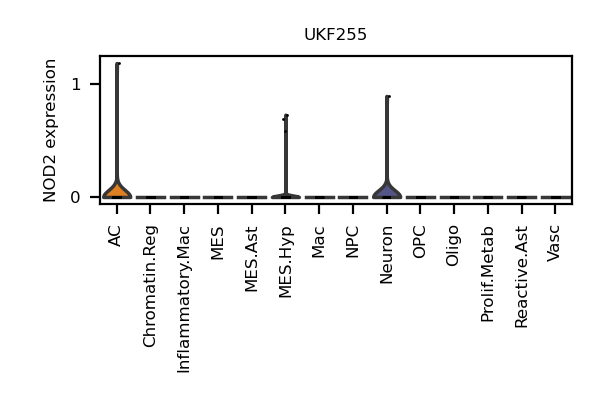 UKF255
NOD2 expression
1
0
AC
Chromatin.Reg
Inflammatory.Mac
MES
MES.Ast
MES.Hyp
Mac
NPC
Neuron
OPC
Oligo
Prolif.Metab
Reactive.Ast
Vasc